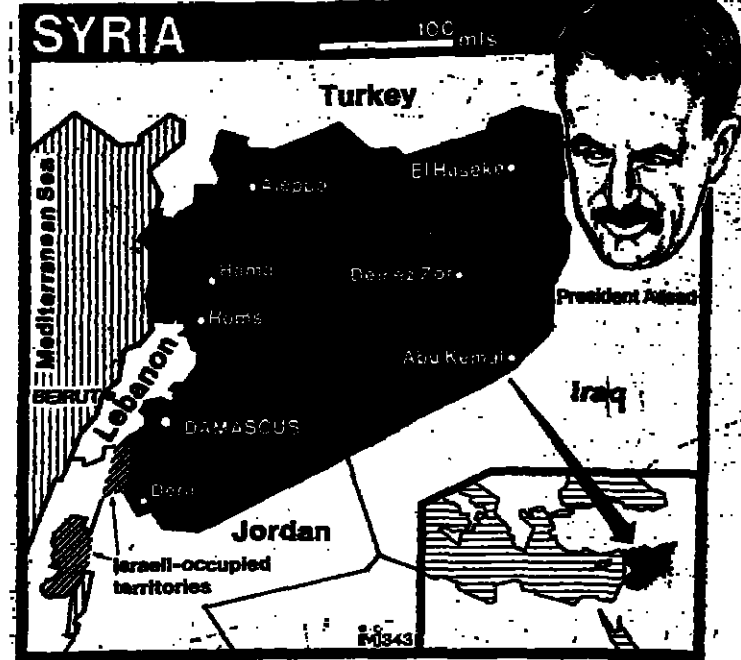 SYRIA
100
mls
Turkey
Mediterranean Sea
Aleppo
El Haseke
Hama
Deir ez Zor
Homs
President Assad
Abu Kemal
Lebanon
BEIRUT
Iraq
DAMASCUS
Dera
Jordan
Israeli-occupied
territories